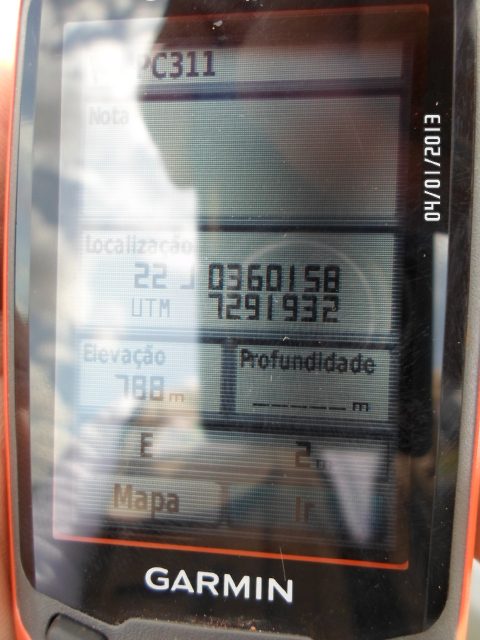 PC311
Nota
Localização
22 J 0360158
UTM 7291932
Elevação
788 m
Profundidade
_ _ _ _ _ m
E 2
Mapa Ir
GARMIN
04/01/2013